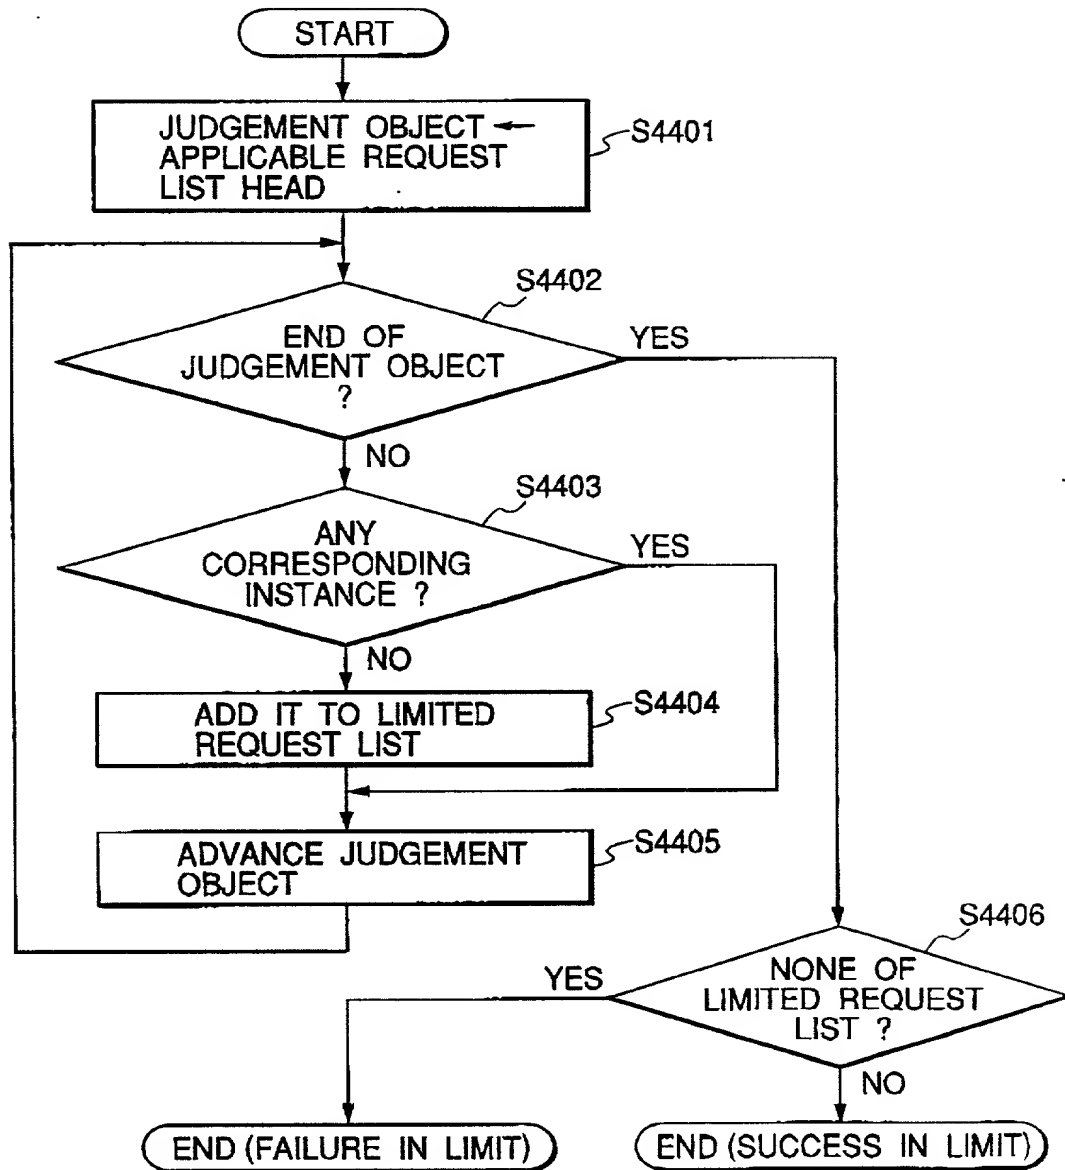 START
JUDGEMENT OBJECT ←
APPLICABLE REQUEST
LIST HEAD
S4401
S4402
END OF
JUDGEMENT OBJECT
?
YES
NO
S4403
ANY
CORRESPONDING
INSTANCE ?
YES
NO
ADD IT TO LIMITED
REQUEST LIST
S4404
ADVANCE JUDGEMENT
OBJECT
S4405
S4406
NONE OF
LIMITED REQUEST
LIST ?
YES
NO
END (FAILURE IN LIMIT)
END (SUCCESS IN LIMIT)